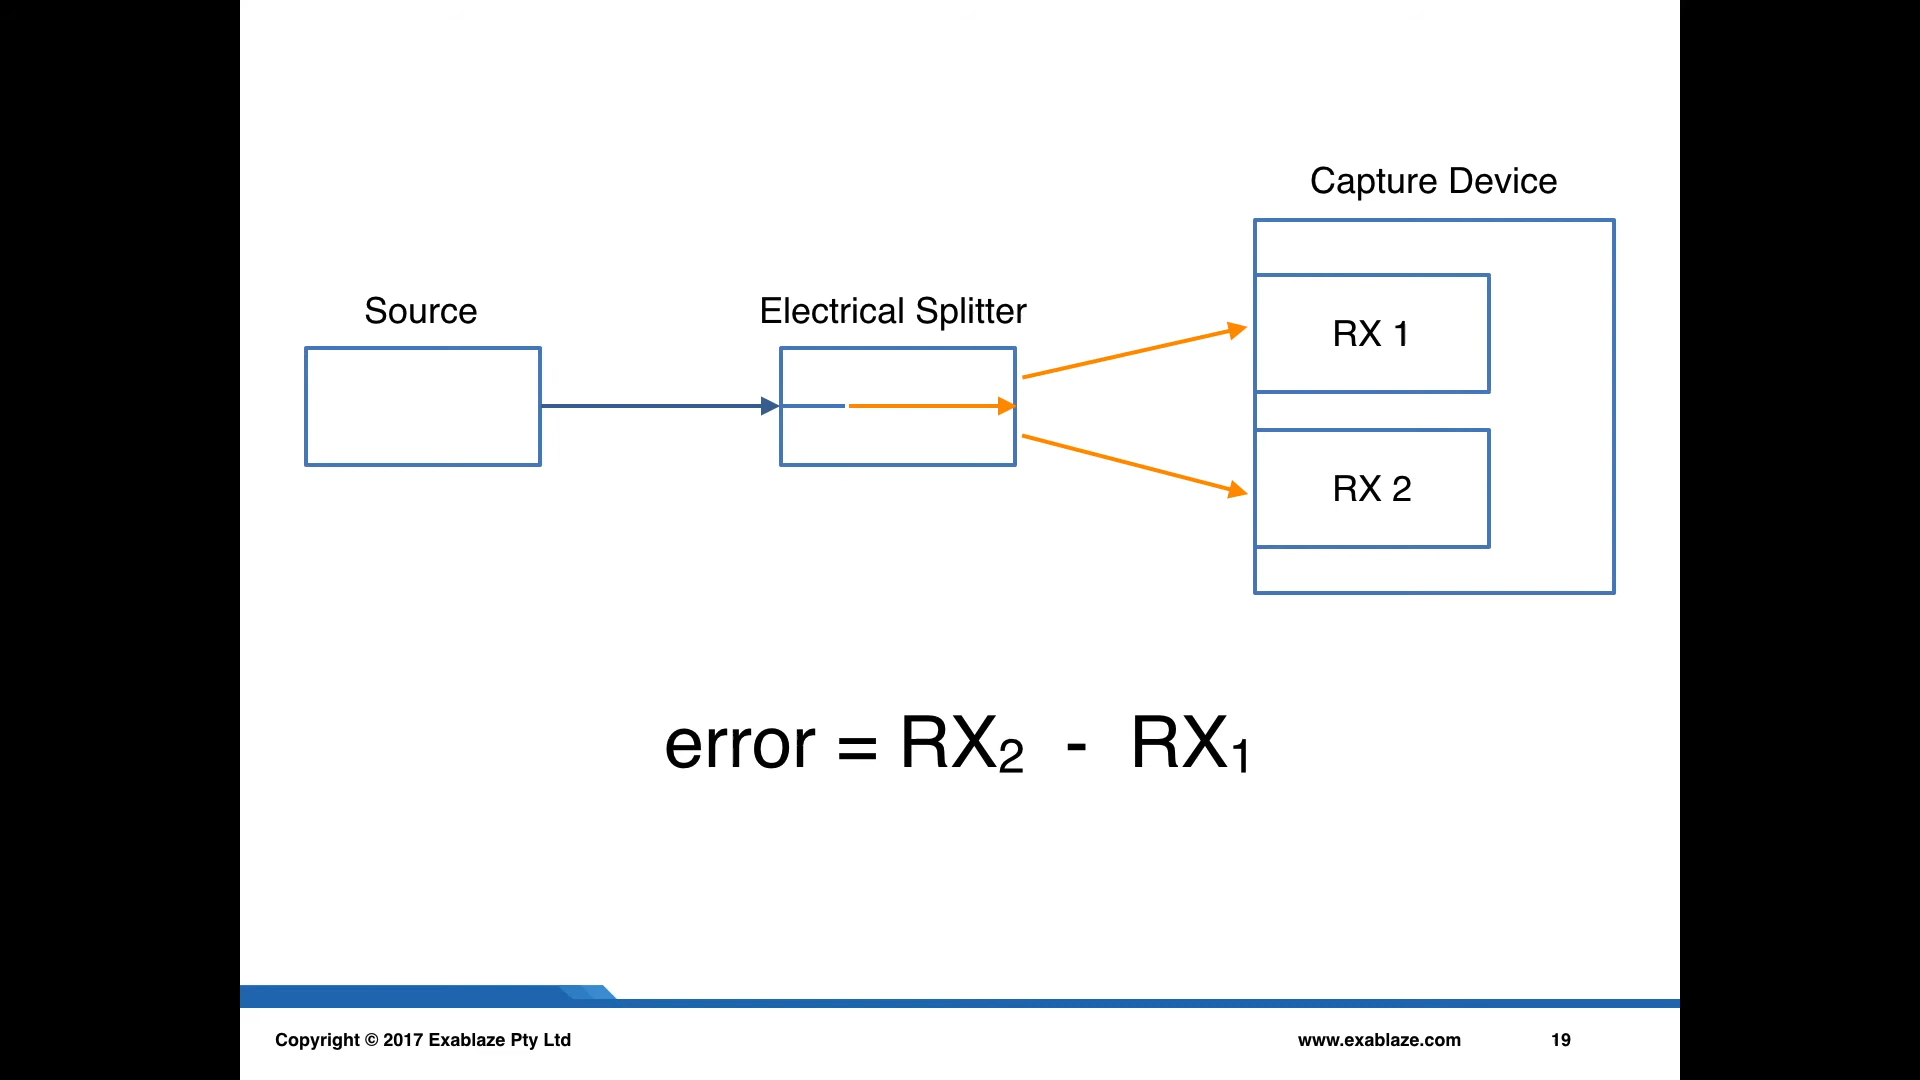 Capture Device
Source
Electrical Splitter
RX 1
RX 2
error = RX₂ - RX₁
Copyright © 2017 Exablaze Pty Ltd
www.exablaze.com
19